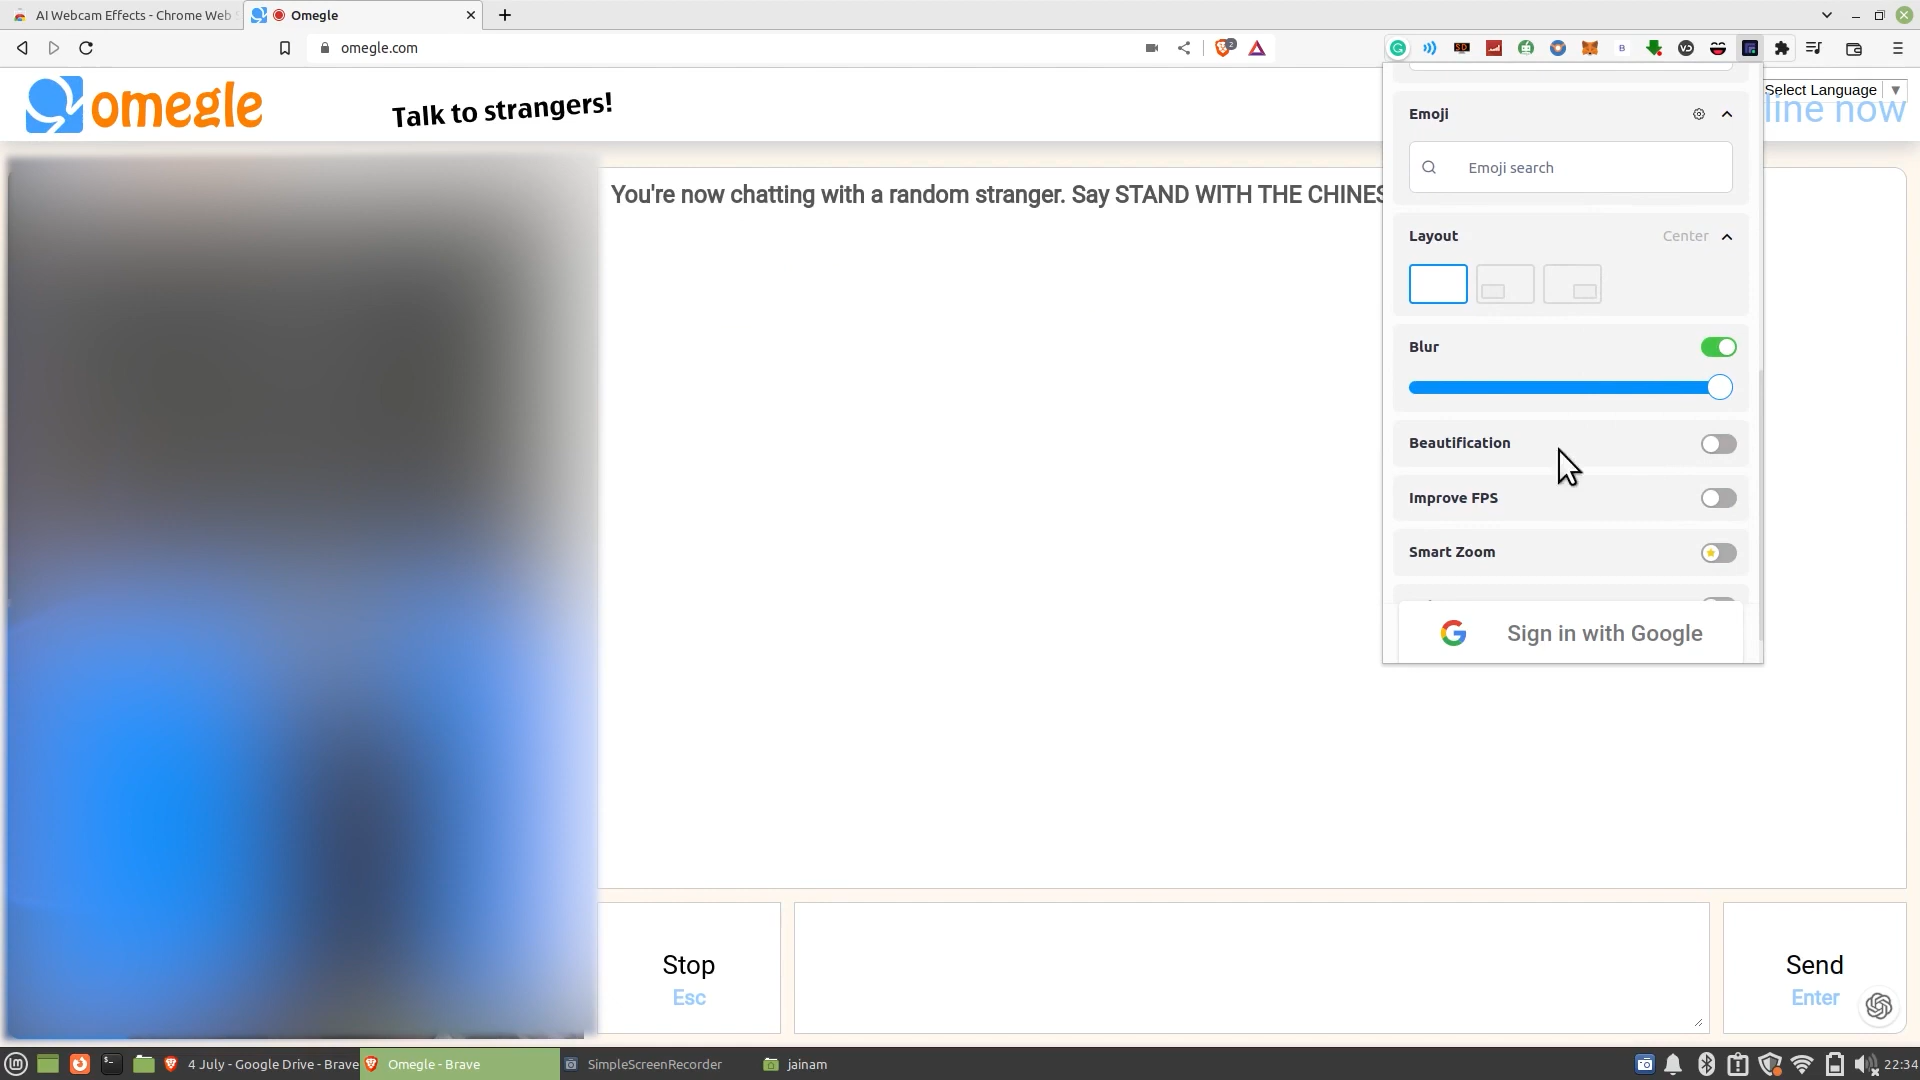 AI Webcam Effects - Chrome Web
Omegle
omegle.com
2
SD
B
omegle
Talk to strangers!
Select Language
line now
You're now chatting with a random stranger. Say STAND WITH THE CHINES
Emoji
Emoji search
Layout
Center
Blur
Beautification
Improve FPS
Smart Zoom
Sign in with Google
Stop
Esc
Send
Enter
4 July - Google Drive - Brave
Omegle - Brave
SimpleScreenRecorder
jainam
22:34